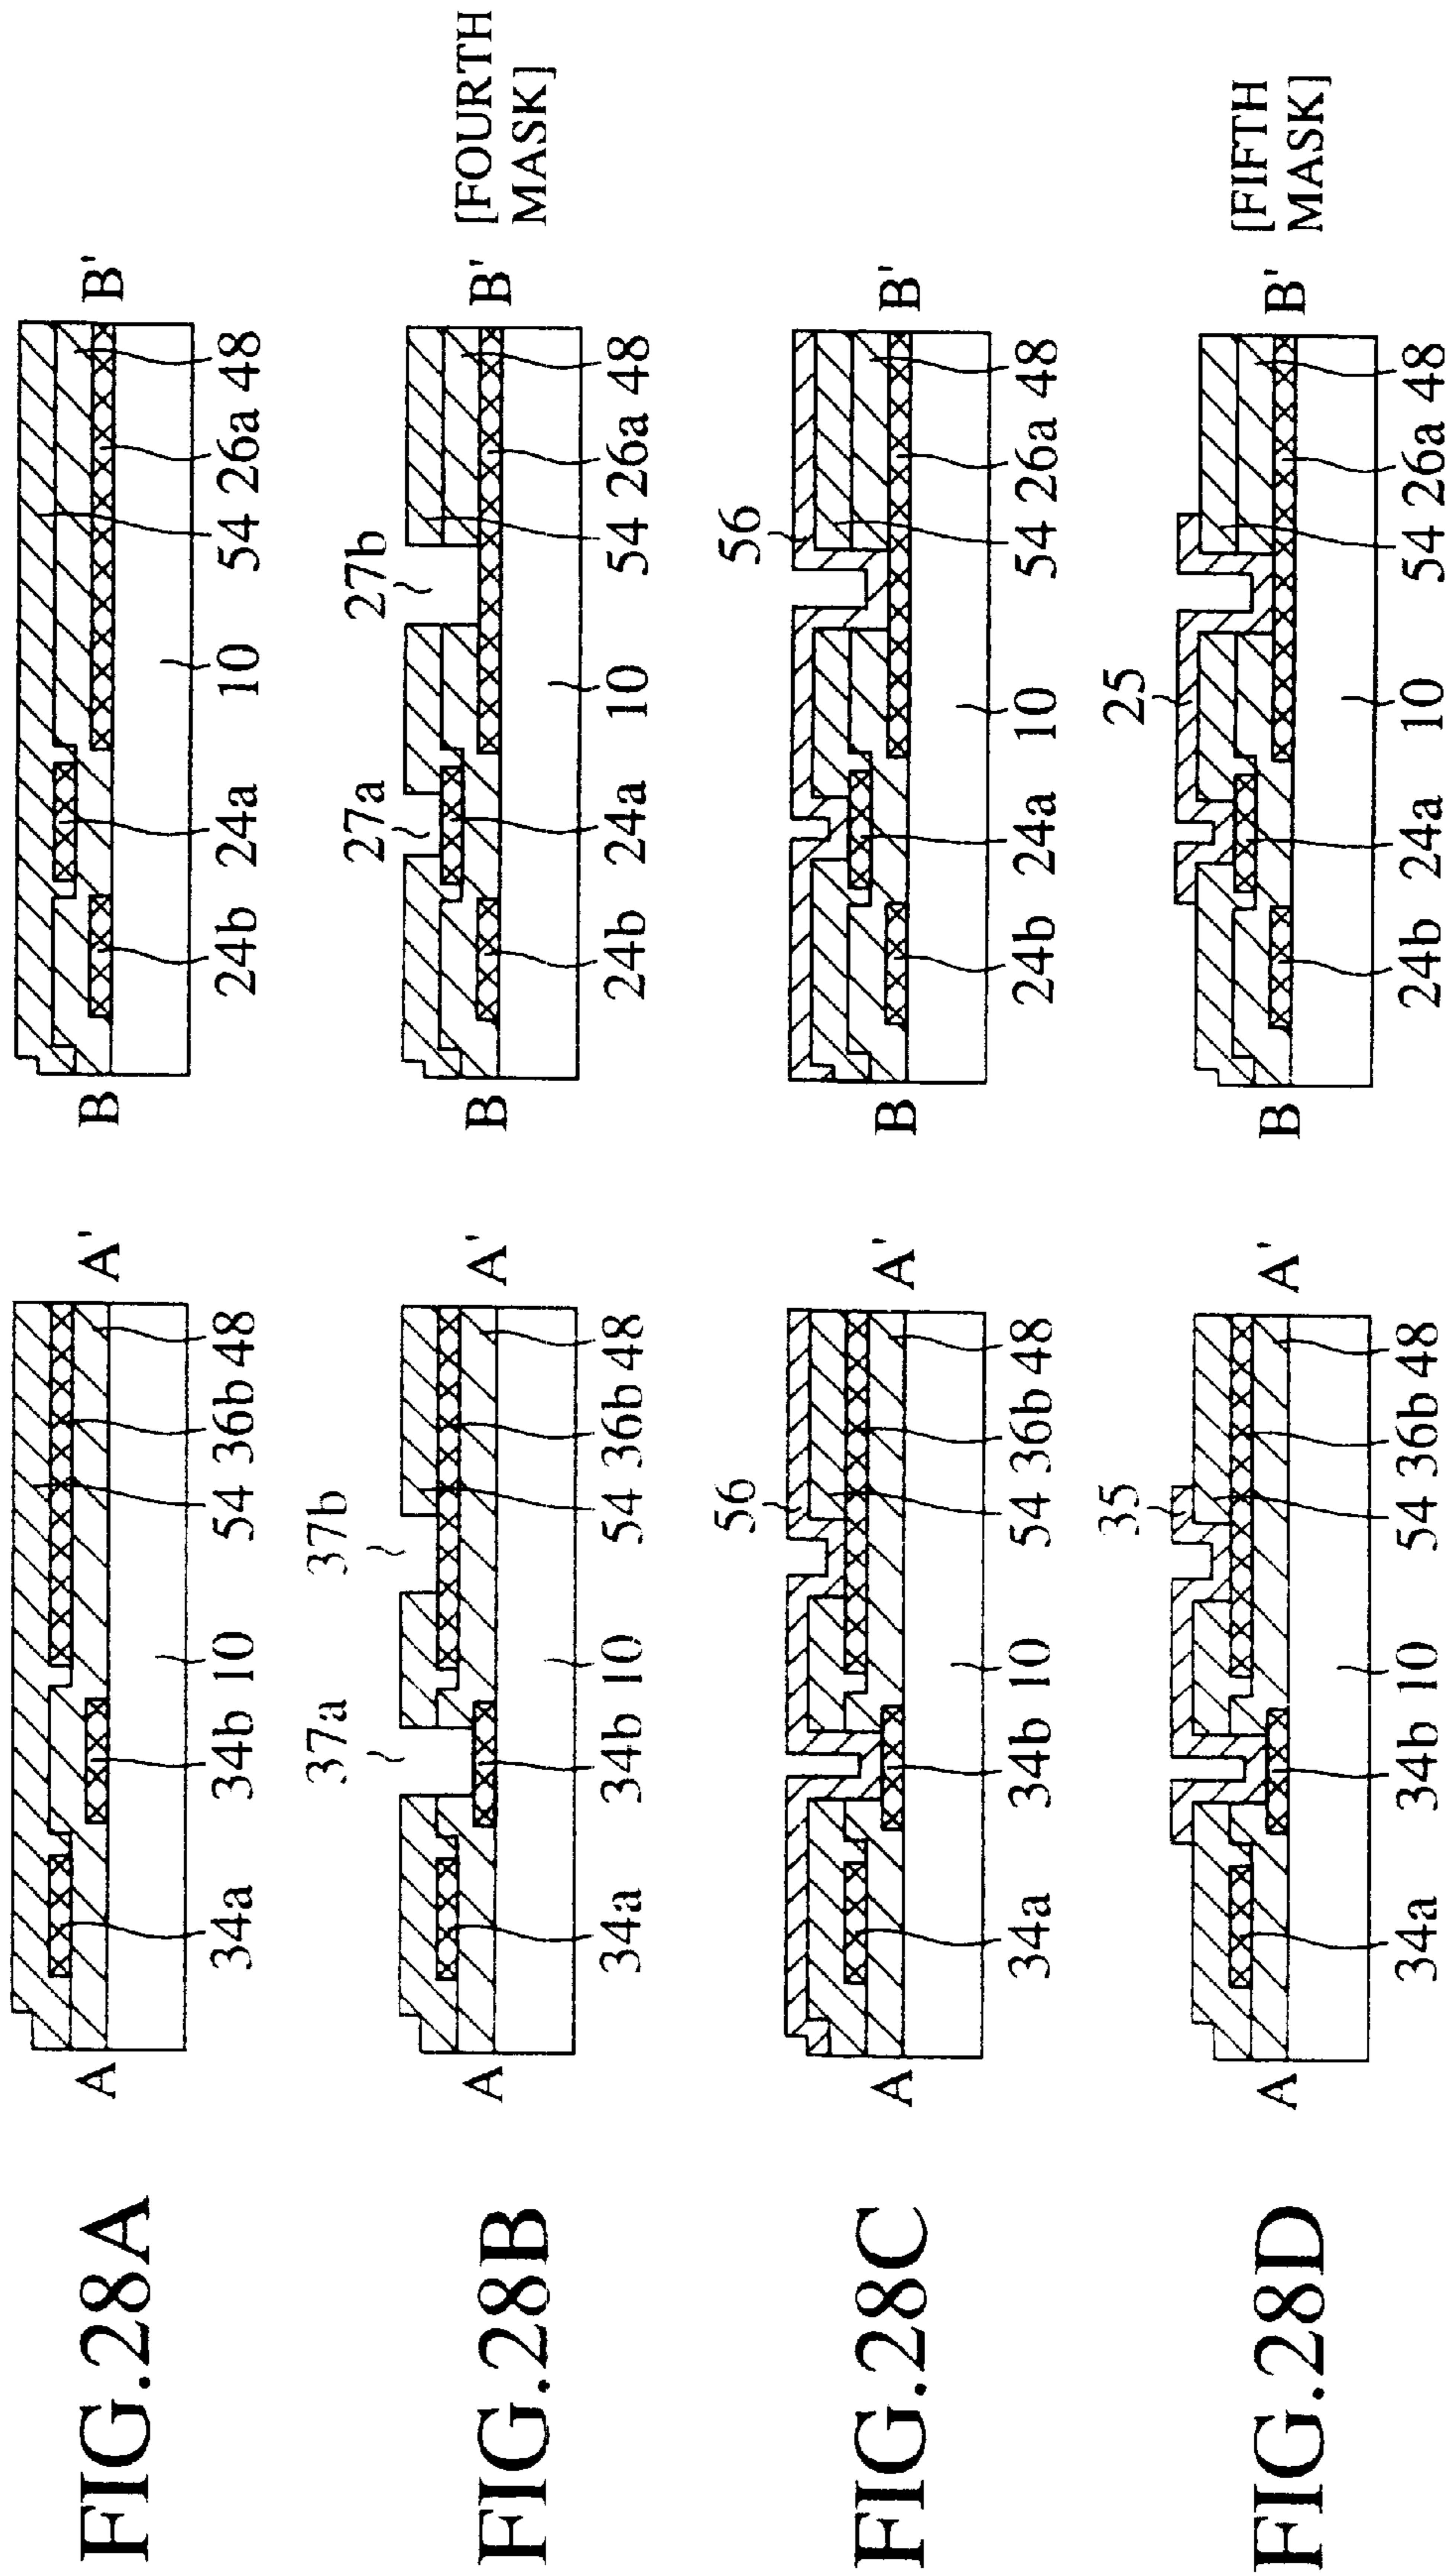 FIG.28A
A
A'
34a
34b
10
54
36b
48
B
B'
24b
24a
10
54
26a
48
FIG.28B
37a
37b
A
A'
34a
34b
10
54
36b
48
27a
27b
B
B'
24b
24a
10
54
26a
48
[FOURTH
MASK]
FIG.28C
56
A
A'
34a
34b
10
54
36b
48
56
B
B'
24b
24a
10
54
26a
48
FIG.28D
35
A
A'
34a
34b
10
54
36b
48
25
B
B'
24b
24a
10
54
26a
48
[FIFTH
MASK]